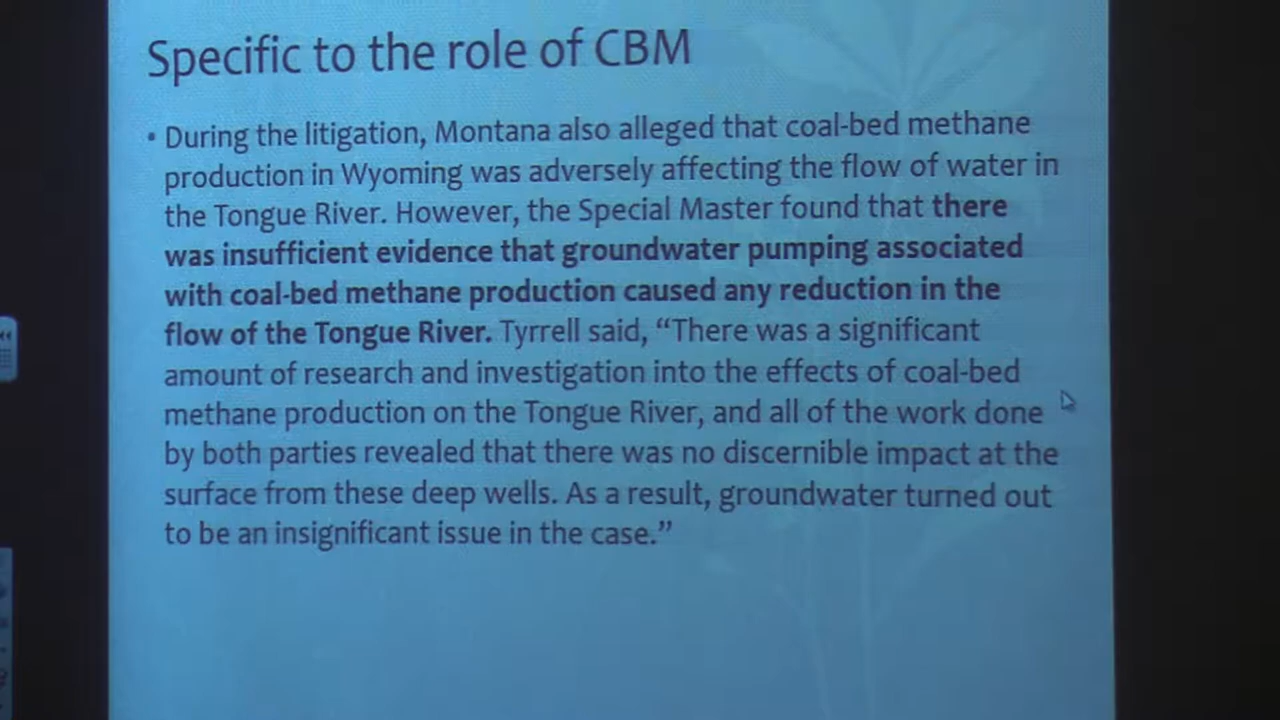 Specific to the role of CBM
• During the litigation, Montana also alleged that coal-bed methane
production in Wyoming was adversely affecting the flow of water in
the Tongue River. However, the Special Master found that there
was insufficient evidence that groundwater pumping associated
with coal-bed methane production caused any reduction in the
flow of the Tongue River. Tyrrell said, “There was a significant
amount of research and investigation into the effects of coal-bed
methane production on the Tongue River, and all of the work done
by both parties revealed that there was no discernible impact at the
surface from these deep wells. As a result, groundwater turned out
to be an insignificant issue in the case.”